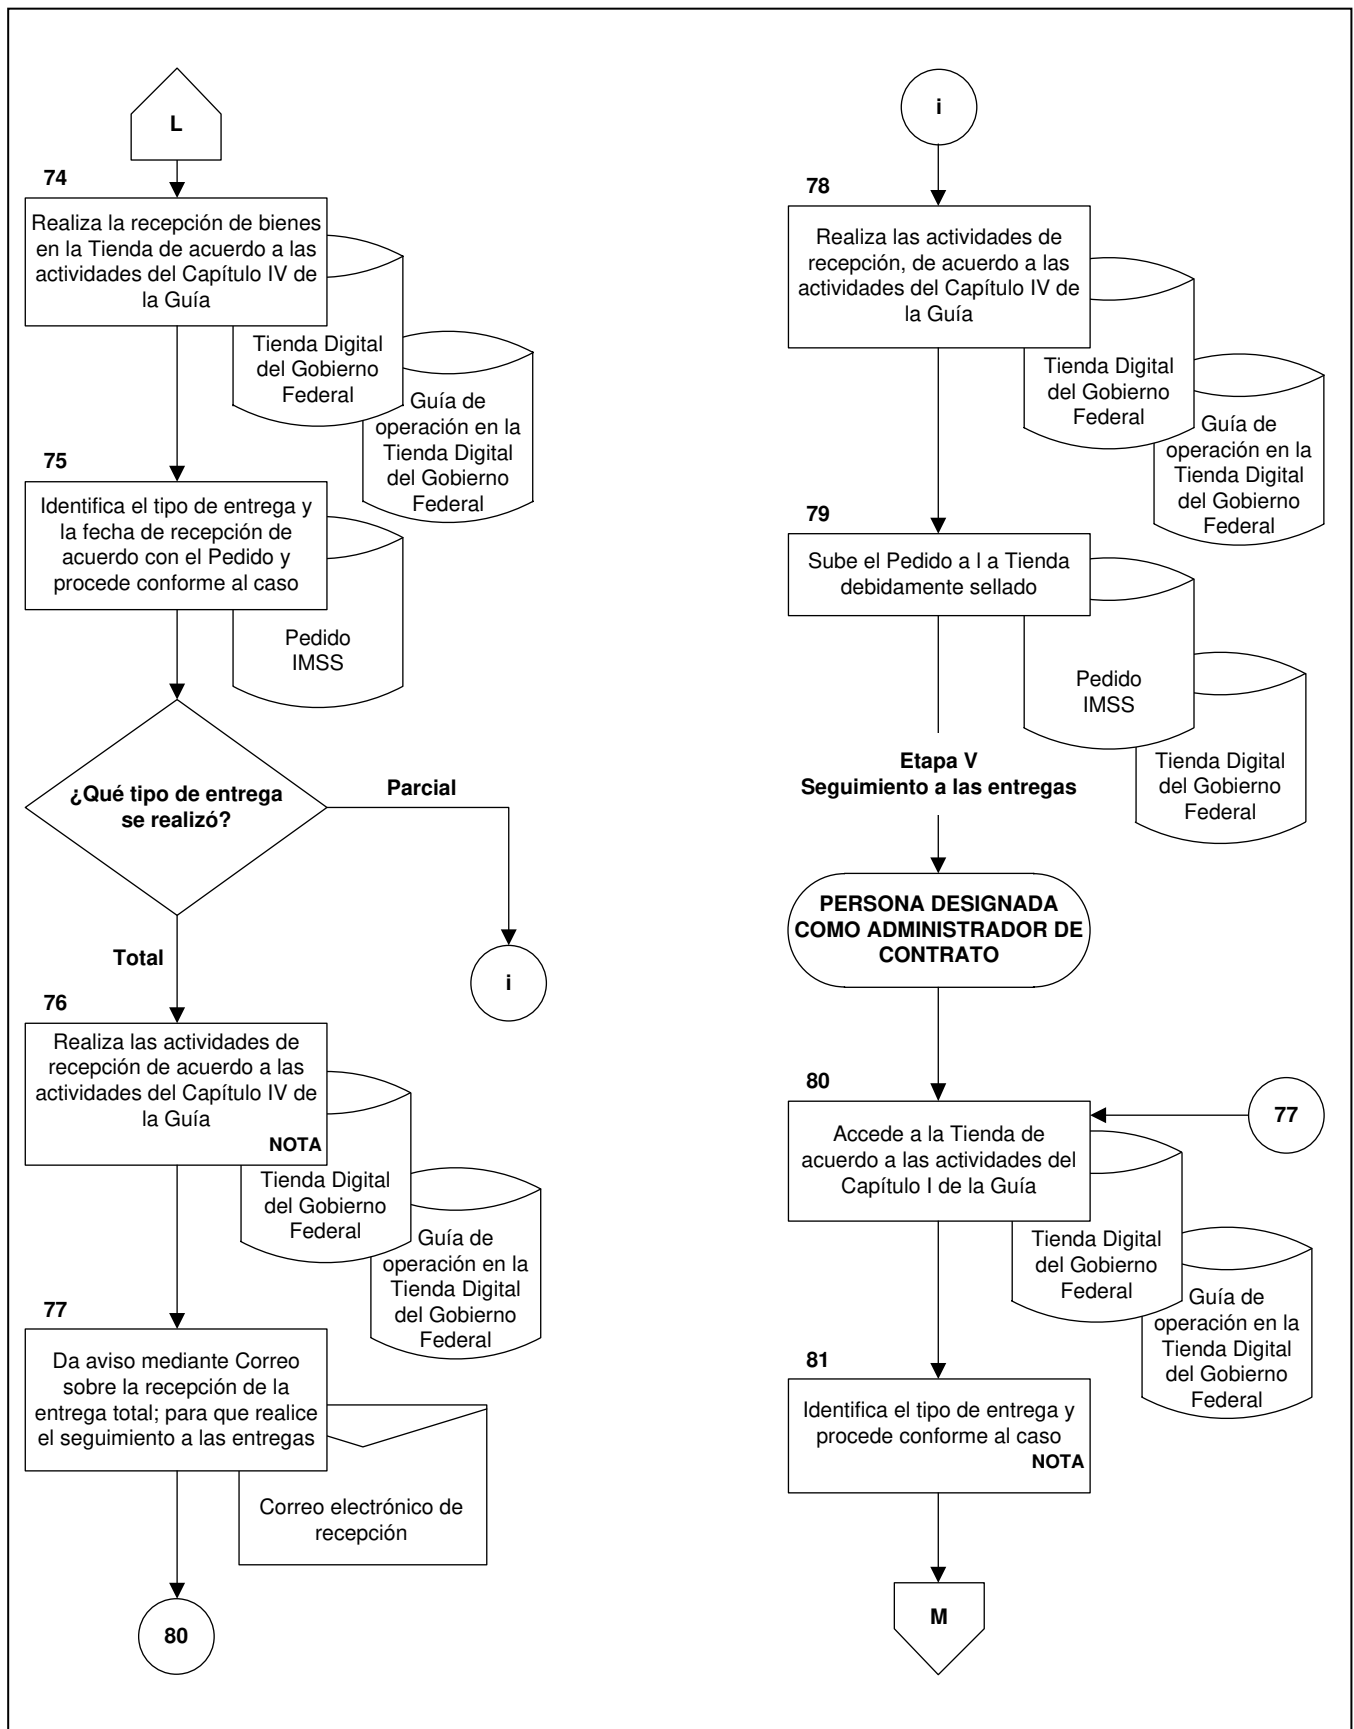 L
74
Realiza la recepción de bienes
en la Tienda de acuerdo a las
actividades del Capítulo IV de
la Guía
Tienda Digital
del Gobierno
Federal
Guía de
operación en la
Tienda Digital
del Gobierno
Federal
75
Identifica el tipo de entrega y
la fecha de recepción de
acuerdo con el Pedido y
procede conforme al caso
Pedido
IMSS
¿Qué tipo de entrega
se realizó?
Parcial
i
Total
76
Realiza las actividades de
recepción de acuerdo a las
actividades del Capítulo IV de
la Guía
NOTA
Tienda Digital
del Gobierno
Federal
Guía de
operación en la
Tienda Digital
del Gobierno
Federal
77
Da aviso mediante Correo
sobre la recepción de la
entrega total; para que realice
el seguimiento a las entregas
Correo electrónico de
recepción
80
i
78
Realiza las actividades de
recepción, de acuerdo a las
actividades del Capítulo IV de
la Guía
Tienda Digital
del Gobierno
Federal
Guía de
operación en la
Tienda Digital
del Gobierno
Federal
79
Sube el Pedido a l a Tienda
debidamente sellado
Pedido
IMSS
Tienda Digital
del Gobierno
Federal
Etapa V
Seguimiento a las entregas
PERSONA DESIGNADA
COMO ADMINISTRADOR DE
CONTRATO
80
77
Accede a la Tienda de
acuerdo a las actividades del
Capítulo I de la Guía
Tienda Digital
del Gobierno
Federal
Guía de
operación en la
Tienda Digital
del Gobierno
Federal
81
Identifica el tipo de entrega y
procede conforme al caso
NOTA
M